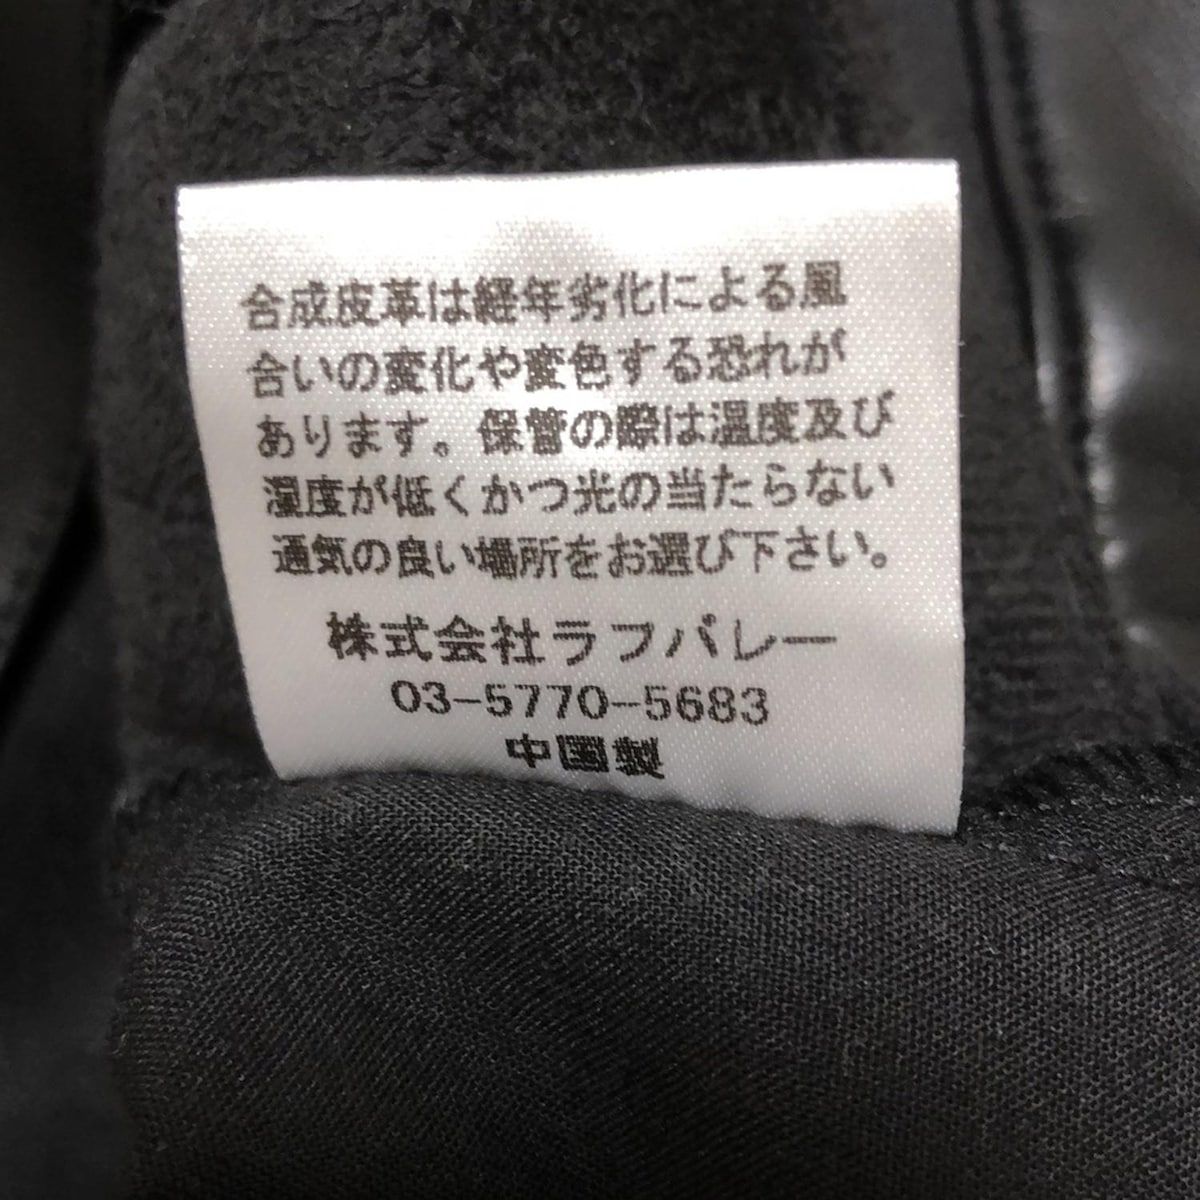 合成皮革は経年劣化による風
合いの変化や変色する恐れが
あります。保管の際は温度及び
湿度が低くかつ光の当たらない
通気の良い場所をお選び下さい。
株式会社ラフバレー
03-5770-5683
中国製